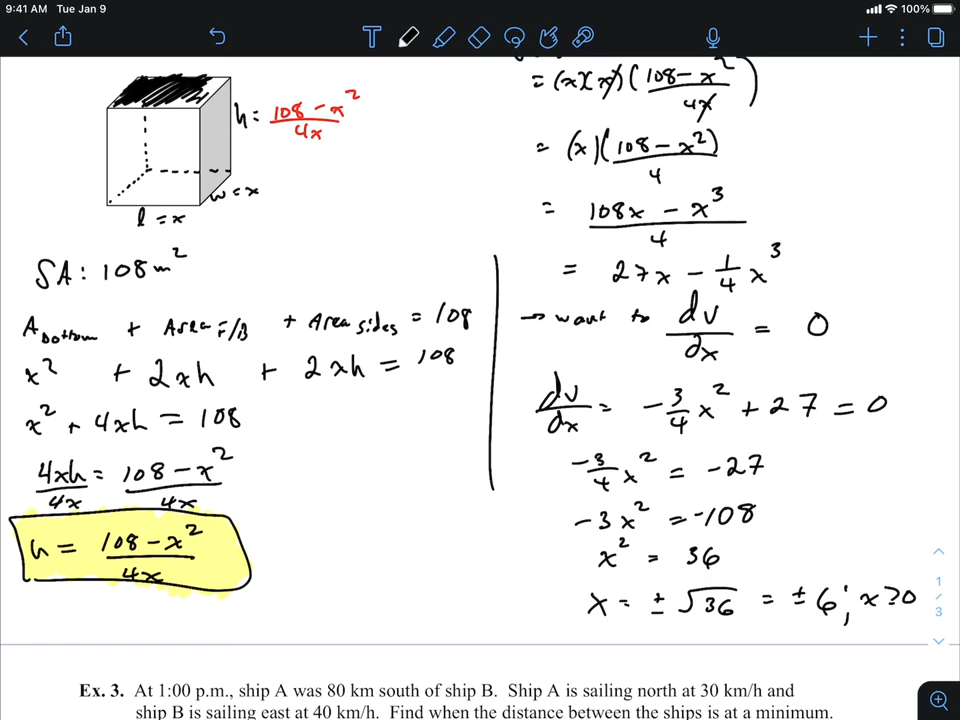 9:41 AM Tue Jan 9
100%
T
h = 108 - x² / 4x
w = x
l = x
SA : 108 m²
A bottom + Area F/B + Area sides = 108
x² + 2xh + 2xh = 108
x² + 4xh = 108
4xh / 4x = 108 - x² / 4x
h = 108 - x² / 4x
= (x)(x)(108 - x² / 4x)
= (x)(108 - x²) / 4
= 108x - x³ / 4
= 27x - 1/4 x³
→ want to dv/dx = 0
dv/dx = -3/4 x² + 27 = 0
-3/4 x² = -27
-3x² = -108
x² = 36
x = ± √36 = ± 6 ; x ≥ 0
1
/
3
Ex. 3. At 1:00 p.m., ship A was 80 km south of ship B. Ship A is sailing north at 30 km/h and
ship B is sailing east at 40 km/h. Find when the distance between the ships is at a minimum.